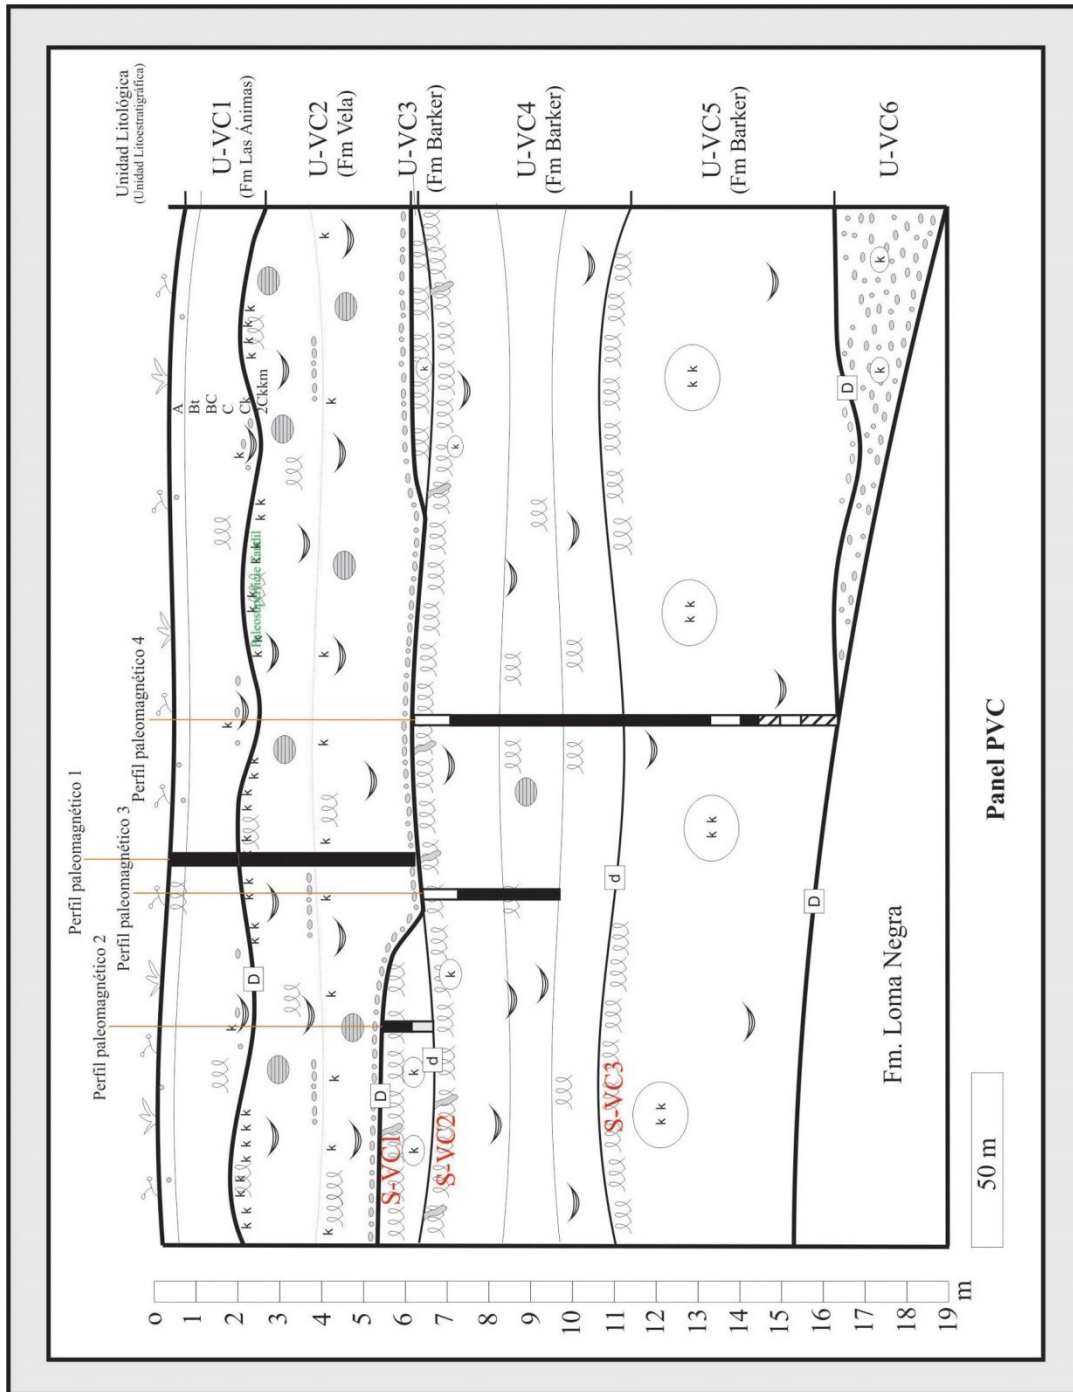 Perfil paleomagnético 1
Perfil paleomagnético 2
Perfil paleomagnético 3
Perfil paleomagnético 4
Unidad Litológica
(Unidad Litoestratigráfica)
U-VC1
(Fm Las Ánimas)
U-VC2
(Fm Vela)
U-VC3
(Fm Barker)
U-VC4
(Fm Barker)
U-VC5
(Fm Barker)
U-VC6
A
Bt
BC
C
Ck
2Ckkm
D
D
d
d
D
D
S-VC1
S-VC2
S-VC3
Fm. Loma Negra
0
1
2
3
4
5
6
7
8
9
10
11
12
13
14
15
16
17
18
19
m
50 m
Panel PVC